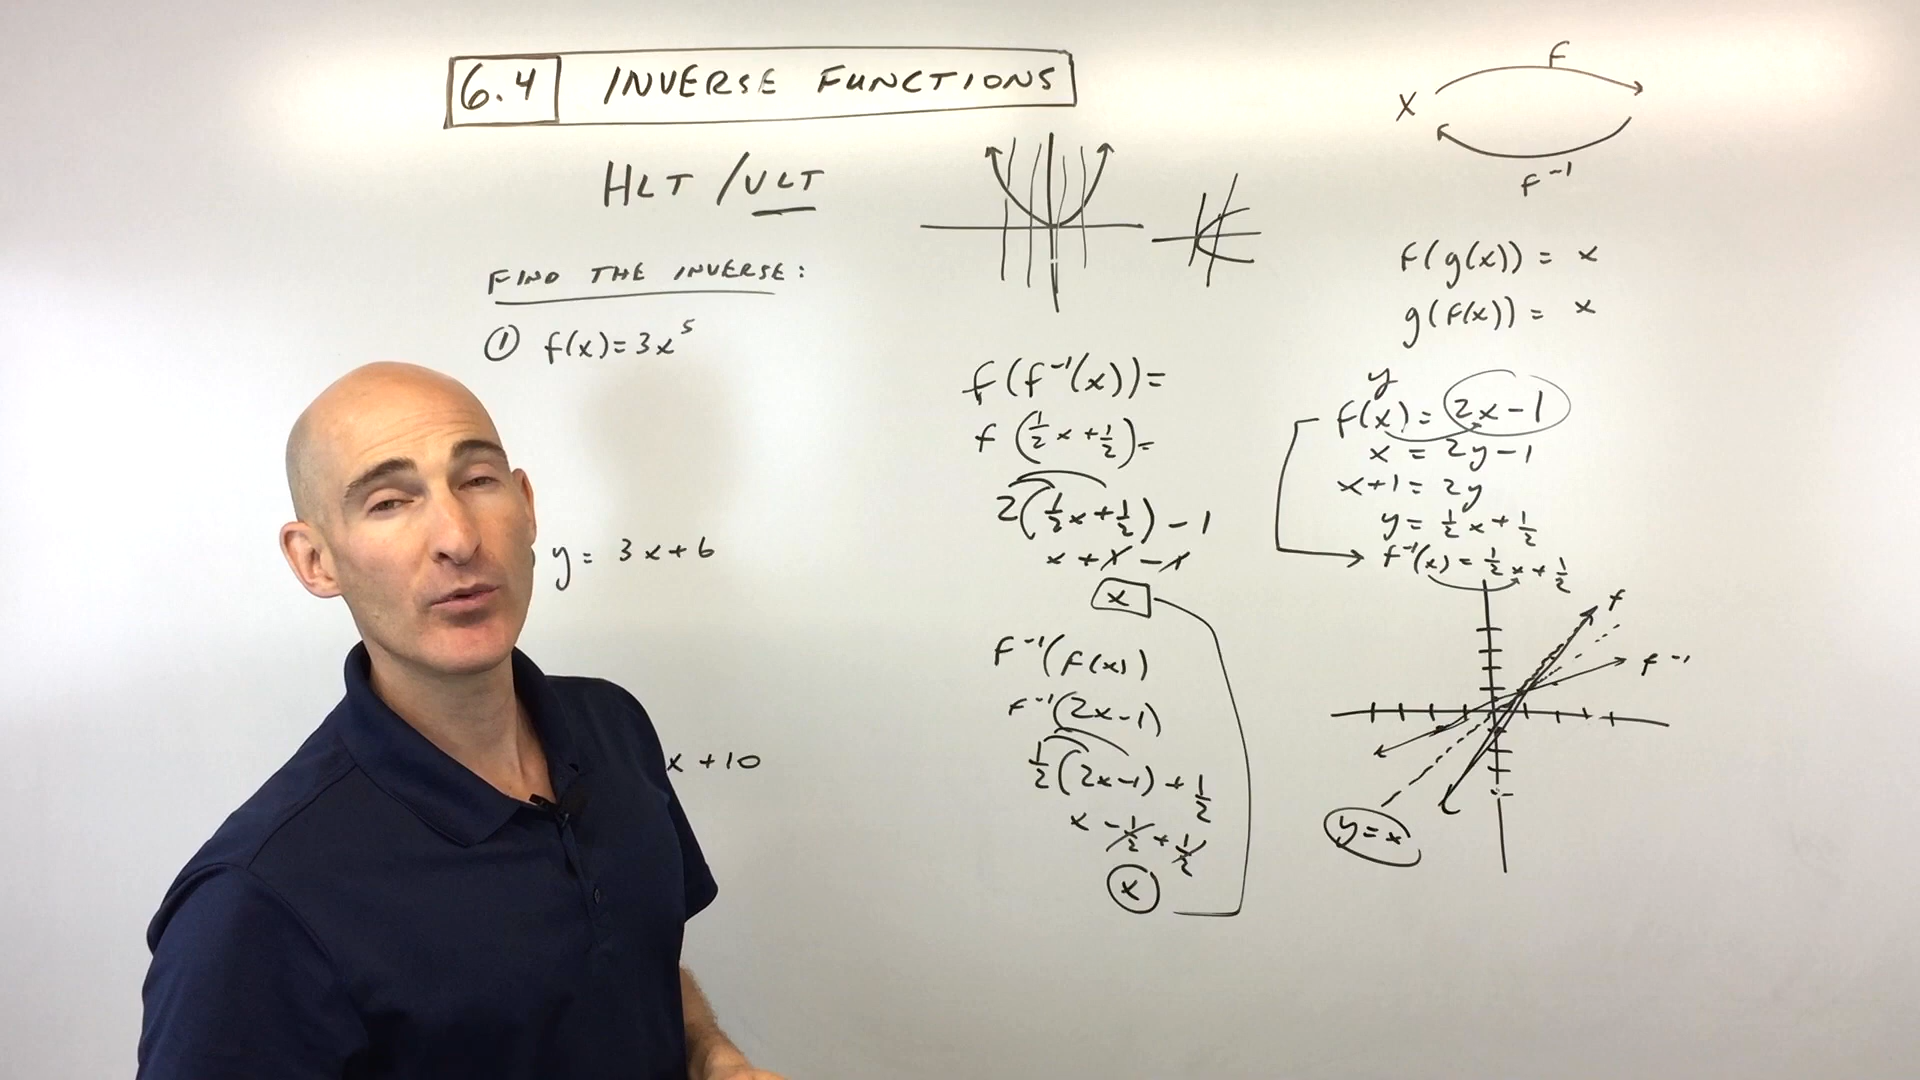 6.4 INVERSE FUNCTIONS
HLT / VLT
FIND THE INVERSE:
① f(x) = 3x⁵
y = 3x+6
x +10
f(f⁻¹(x)) =
f(½x+½) =
2(½x+½) - 1
x + 1 - 1
x
f⁻¹(f(x))
f⁻¹(2x-1)
½(2x-1) + ½
x - ½ + ½
x
f
x
f⁻¹
f(g(x)) = x
g(f(x)) = x
y
f(x) = 2x-1
x = 2y-1
x+1 = 2y
y = ½x+½
f⁻¹(x) = ½x+½
f
f⁻¹
y=x